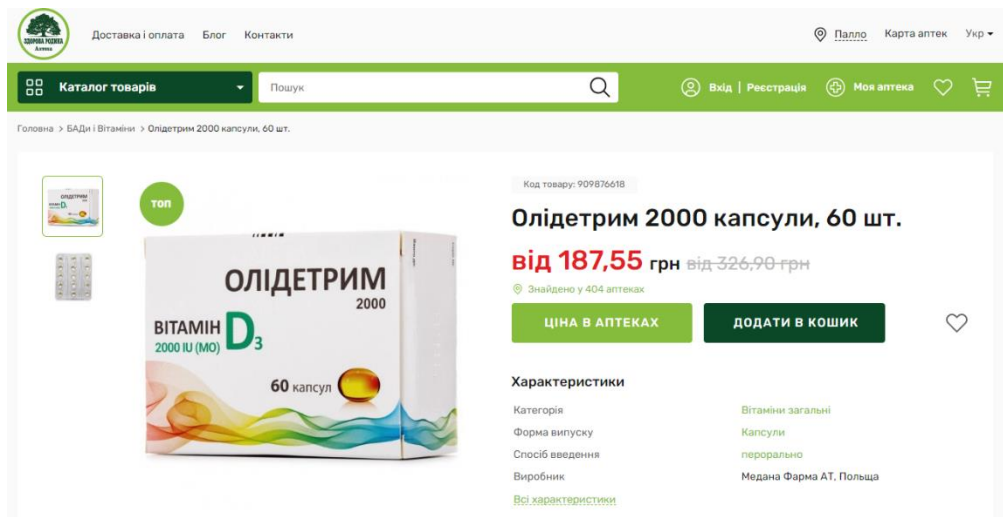 ЗДОРОВА РОДИНА
Аптека
Доставка і оплата Блог Контакти
Палло Карта аптек Укр
Каталог товарів Пошук Вхід | Реєстрація Моя аптека
Головна > БАДи і Вітаміни > Олідетрим 2000 капсули, 60 шт.
Код товару: 909876618
ТОП
Олідетрим 2000 капсули, 60 шт.
від 187,55 грн від 326,90 грн
Знайдено у 404 аптеках
ЦІНА В АПТЕКАХ ДОДАТИ В КОШИК
ОЛІДЕТРИМ
2000
ВІТАМІН D3
2000 IU (МО)
60 капсул
Характеристики
Категорія Вітаміни загальні
Форма випуску Капсули
Спосіб введення перорально
Виробник Медана Фарма АТ, Польща
Всі характеристики